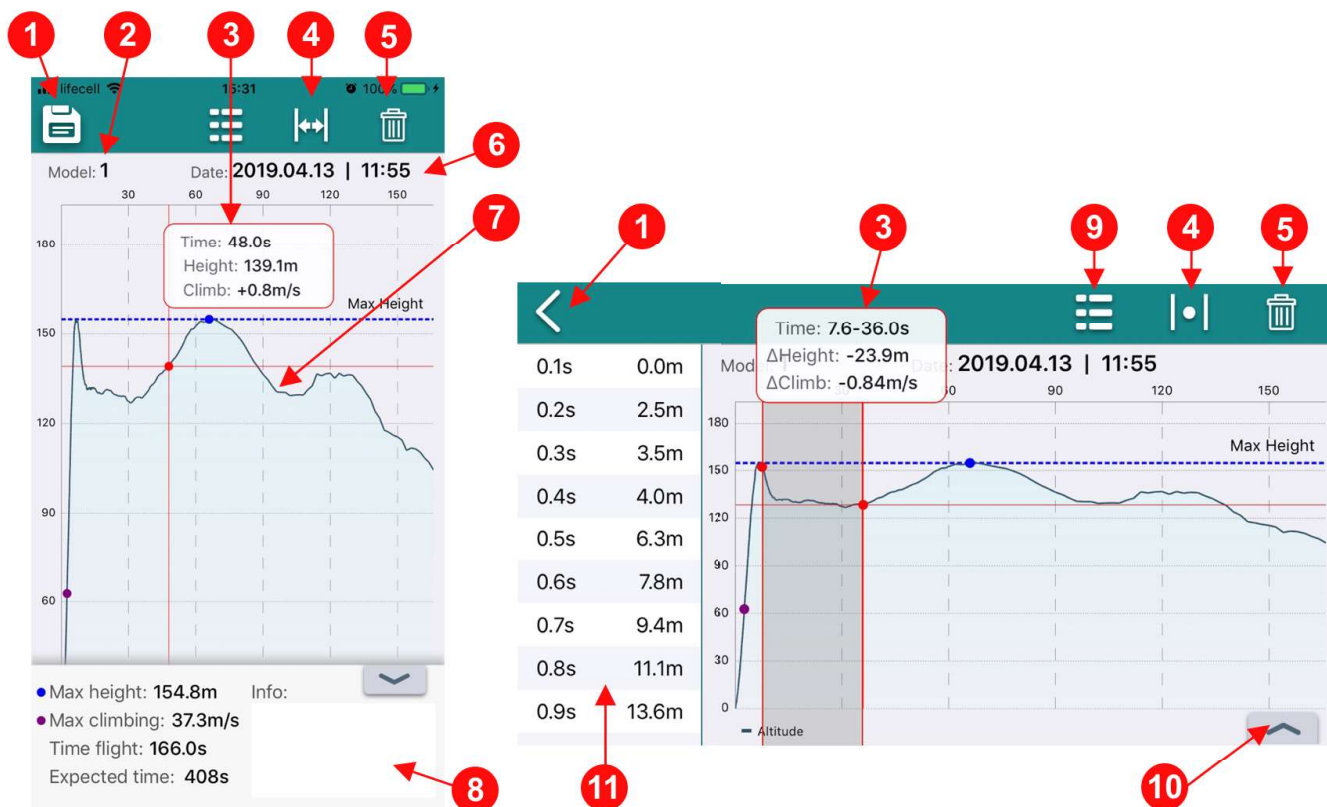 1 2 3 4 5
lifecell 15:31 100%
Model: 1 Date: 2019.04.13 | 11:55 6
30 60 90 120 150
180
Time: 48.0s
Height: 139.1m
Climb: +0.8m/s
7
Max Height
150
120
90
60
Max height: 154.8m Info:
Max climbing: 37.3m/s
Time flight: 166.0s
Expected time: 408s
8
1 3 9 4 5
Time: 7.6-36.0s
ΔHeight: -23.9m
ΔClimb: -0.84m/s
Date: 2019.04.13 | 11:55
60 90 120 150
0.1s 0.0m
0.2s 2.5m
0.3s 3.5m
0.4s 4.0m
0.5s 6.3m
0.6s 7.8m
0.7s 9.4m
0.8s 11.1m
0.9s 13.6m
180
Max Height
150
120
90
60
30
0
Altitude
11 10